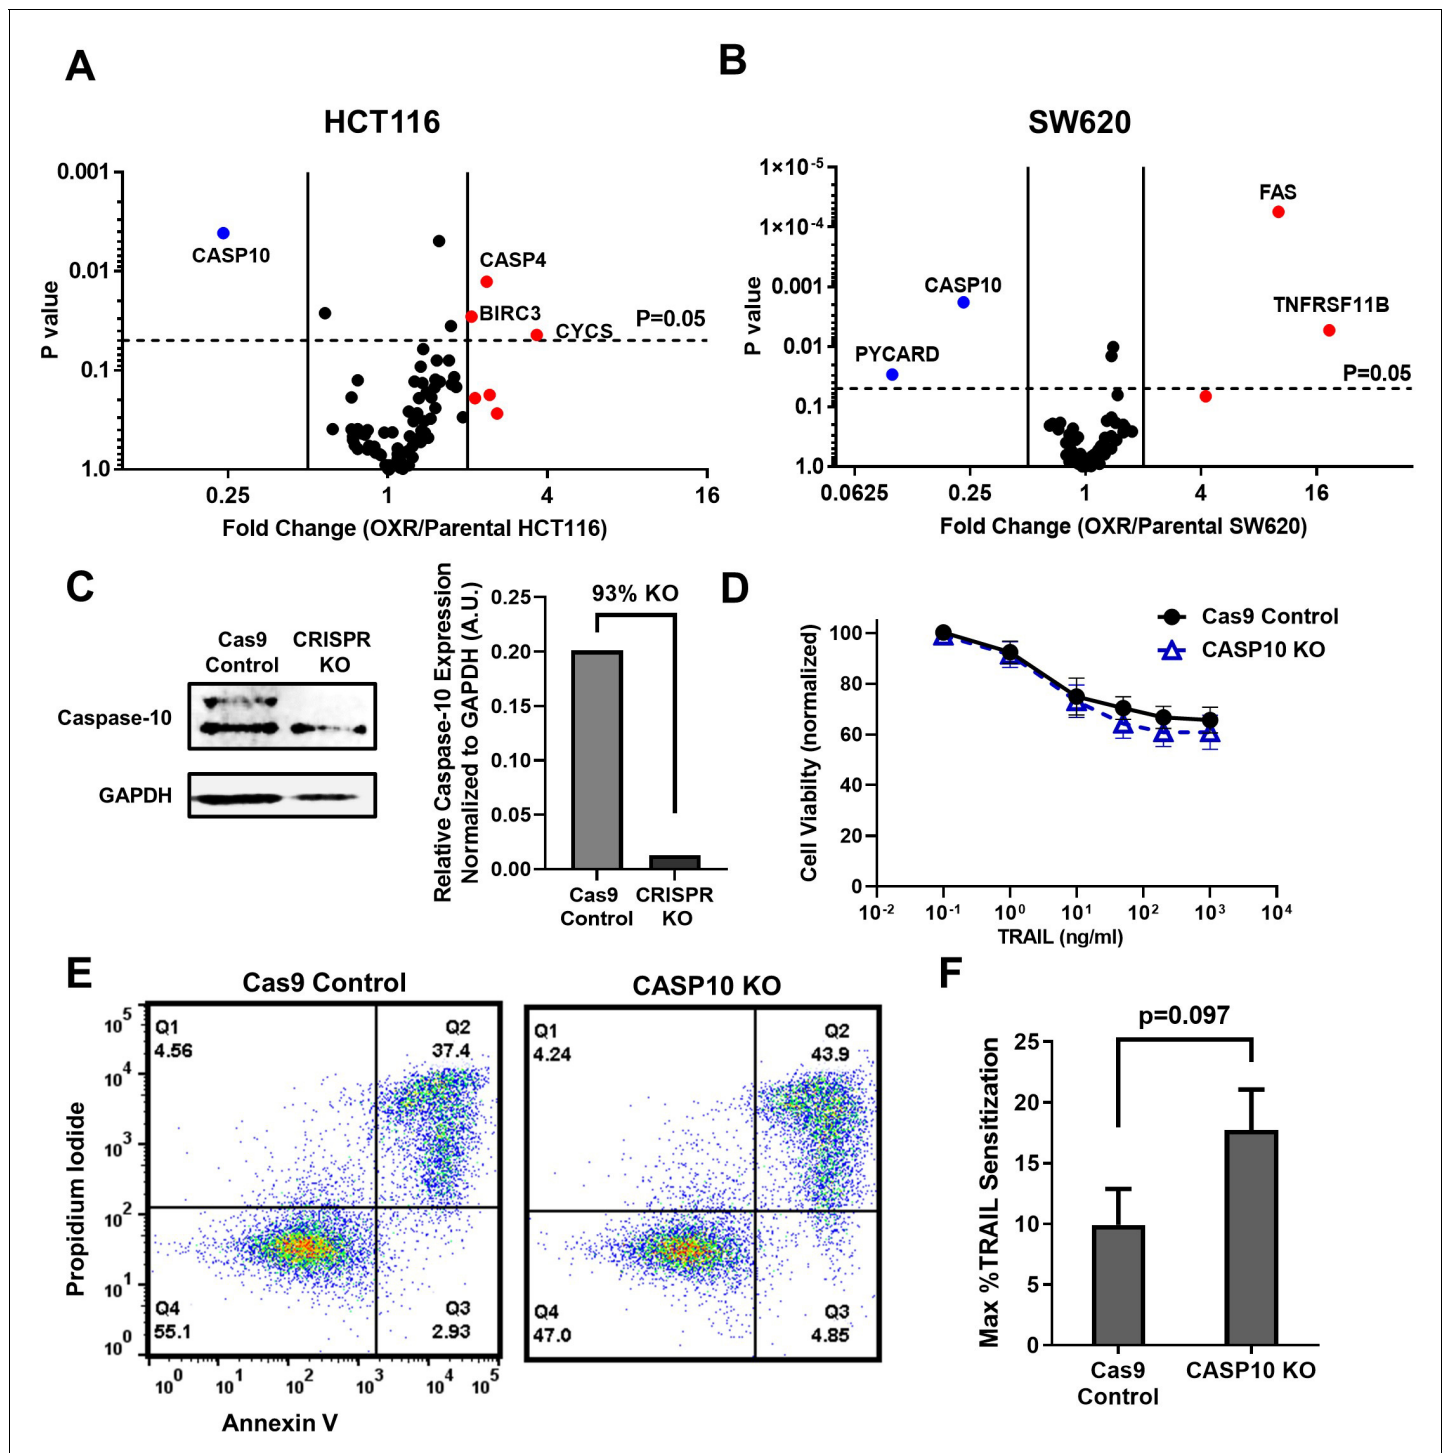 A
HCT116
0.001
0.01
0.1
1.0
P value
CASP10
CASP4
BIRC3
CYCS
P=0.05
0.25
1
4
16
Fold Change (OXR/Parental HCT116)
B
SW620
1×10-5
1×10-4
0.001
0.01
0.1
1.0
P value
FAS
CASP10
TNFRSF11B
PYCARD
P=0.05
0.0625
0.25
1
4
16
Fold Change (OXR/Parental SW620)
C
Cas9
Control
CRISPR
KO
Caspase-10
GAPDH
Relative Caspase-10 Expression
Normalized to GAPDH (A.U.)
93% KO
0.25
0.20
0.15
0.10
0.05
0.00
Cas9
Control
CRISPR
KO
D
Cas9 Control
CASP10 KO
Cell Viabilty (normalized)
100
80
60
40
20
0
10-2
10-1
100
101
102
103
104
TRAIL (ng/ml)
E
Cas9 Control
Q1
4.56
Q2
37.4
Q4
55.1
Q3
2.93
105
104
103
102
101
100
Propidium Iodide
100
101
102
103
104
105
Annexin V
CASP10 KO
Q1
4.24
Q2
43.9
Q4
47.0
Q3
4.85
F
p=0.097
Max %TRAIL Sensitization
25
20
15
10
5
0
Cas9
Control
CASP10 KO